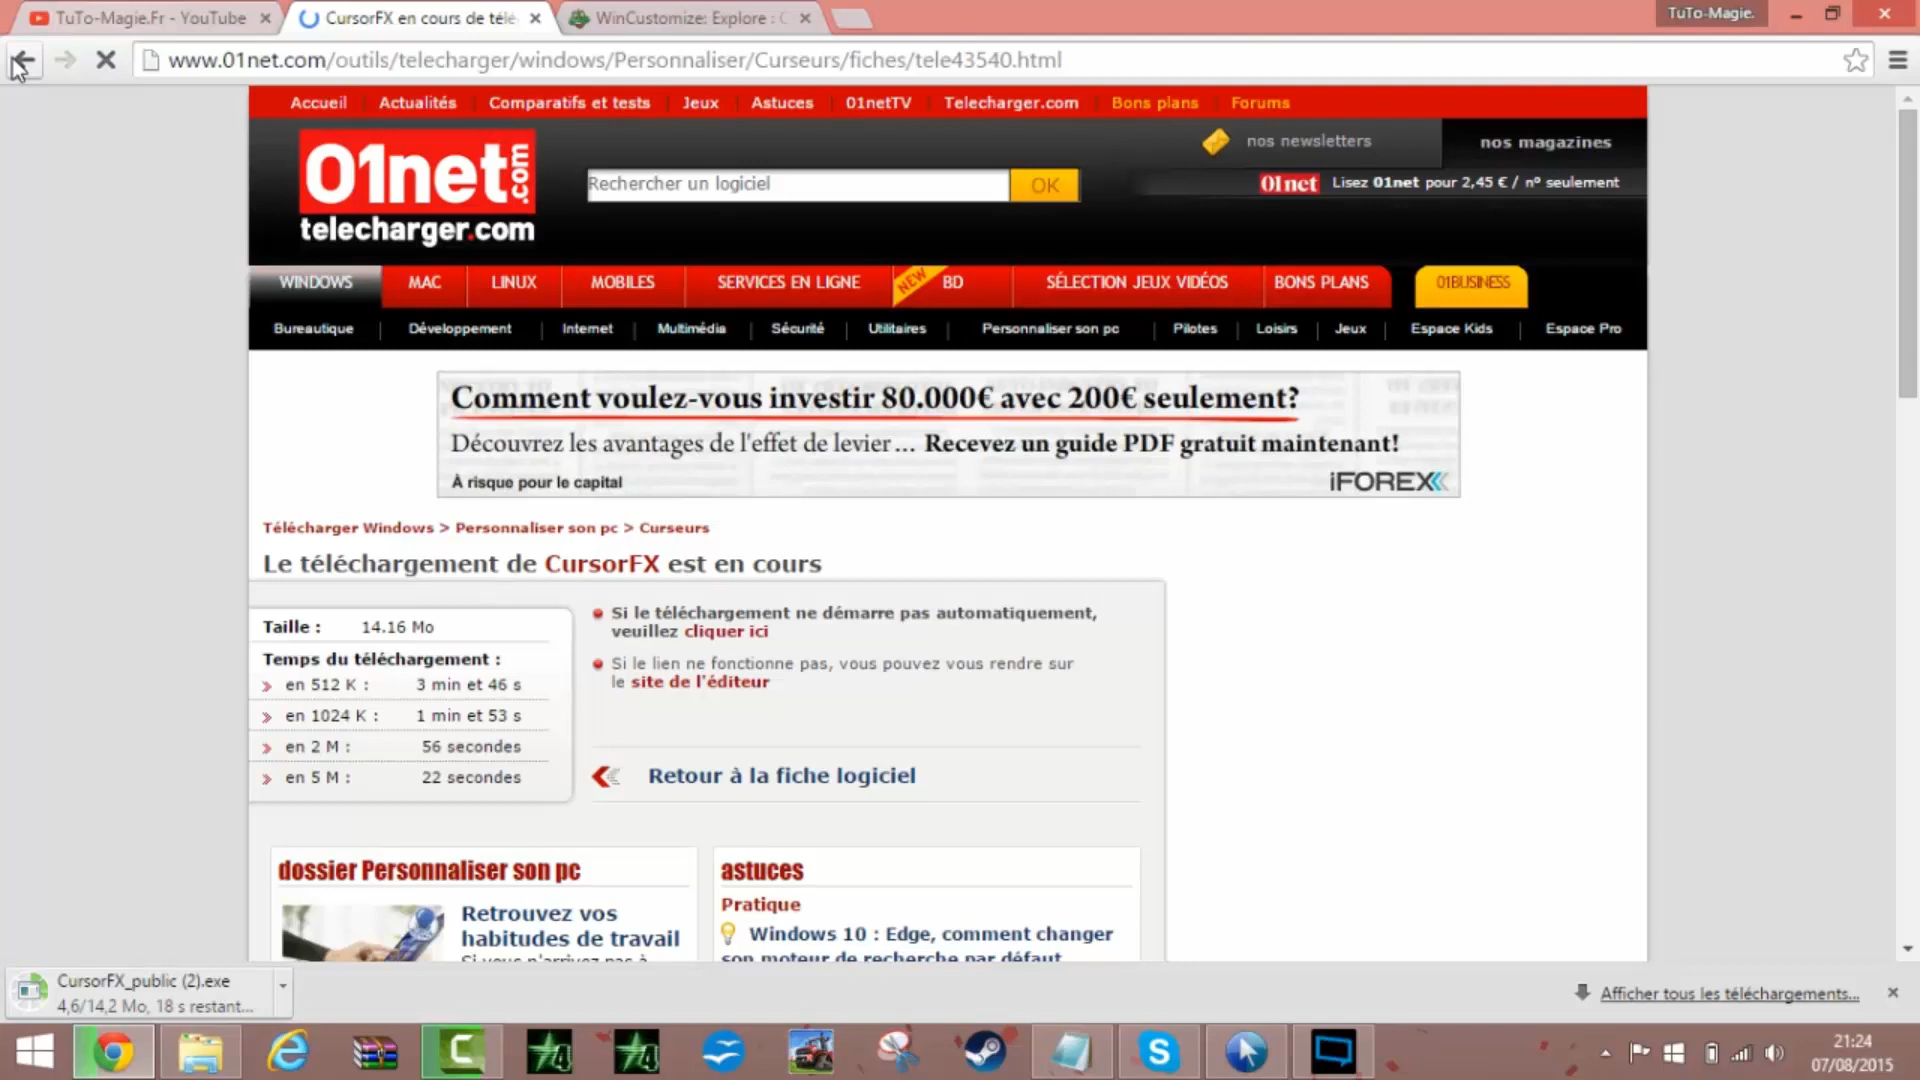 TuTo-Magie.Fr - YouTube
CursorFX en cours de télé
WinCustomize: Explore : C
TuTo-Magie.
www.01net.com/outils/telecharger/windows/Personnaliser/Curseurs/fiches/tele43540.html
Accueil Actualités Comparatifs et tests Jeux Astuces 01netTV Telecharger.com Bons plans Forums
01net.com
telecharger.com
Rechercher un logiciel
OK
nos newsletters
nos magazines
01net Lisez 01net pour 2,45 € / nº seulement
WINDOWS MAC LINUX MOBILES SERVICES EN LIGNE NEW BD SÉLECTION JEUX VIDÉOS BONS PLANS 01BUSINESS
Bureautique Développement Internet Multimédia Sécurité Utilitaires Personnaliser son pc Pilotes Loisirs Jeux Espace Kids Espace Pro
Comment voulez-vous investir 80.000€ avec 200€ seulement?
Découvrez les avantages de l'effet de levier... Recevez un guide PDF gratuit maintenant!
À risque pour le capital
iFOREX
Télécharger Windows > Personnaliser son pc > Curseurs
Le téléchargement de CursorFX est en cours
Taille : 14.16 Mo
Temps du téléchargement :
en 512 K : 3 min et 46 s
en 1024 K : 1 min et 53 s
en 2 M : 56 secondes
en 5 M : 22 secondes
Si le téléchargement ne démarre pas automatiquement,
veuillez cliquer ici
Si le lien ne fonctionne pas, vous pouvez vous rendre sur
le site de l'éditeur
Retour à la fiche logiciel
dossier Personnaliser son pc
Retrouvez vos
habitudes de travail
Si vous n'arrivez pas à
astuces
Pratique
Windows 10 : Edge, comment changer
son moteur de recherche par défaut
CursorFX_public (2).exe
4,6/14,2 Mo, 18 s restant...
Afficher tous les téléchargements...
21:24
07/08/2015